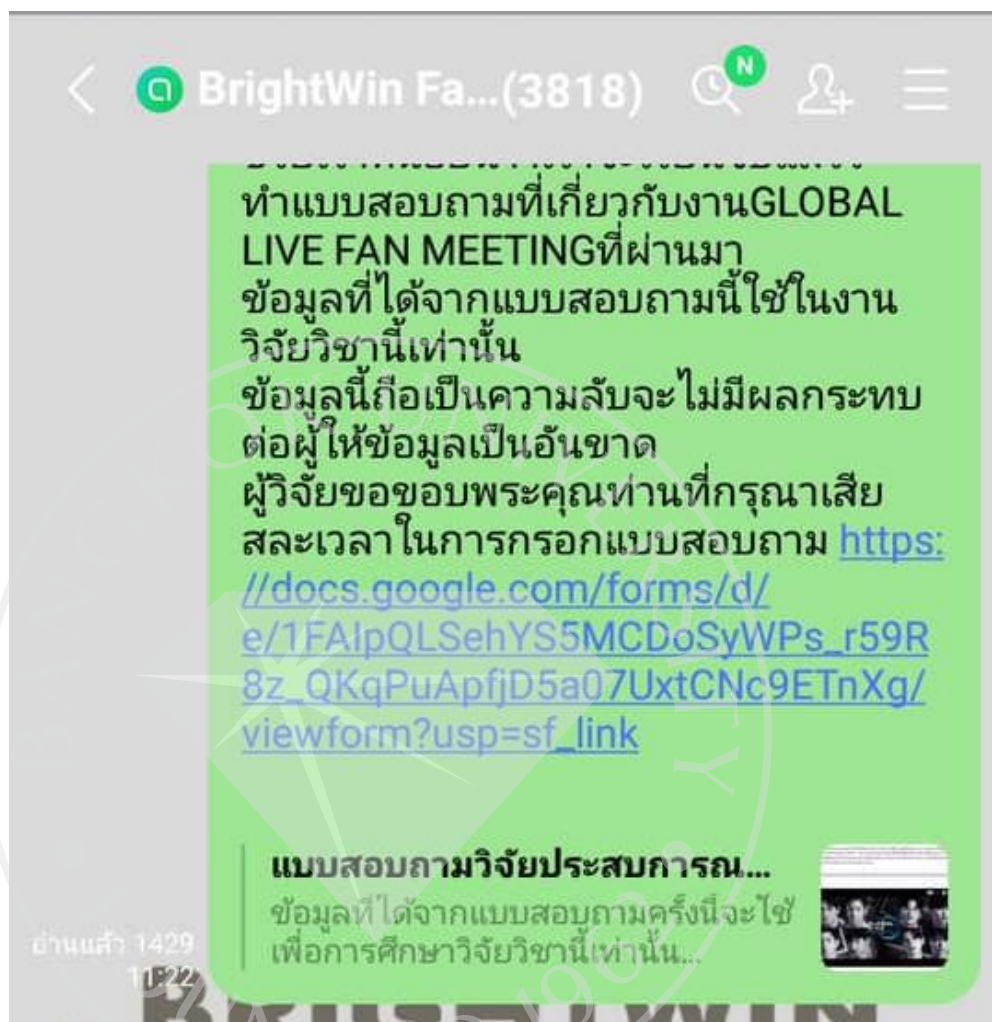 BrightWin Fa...(3818)
N
ทำแบบสอบถามที่เกี่ยวกับงานGLOBAL
LIVE FAN MEETINGที่ผ่านมา
ข้อมูลที่ได้จากแบบสอบถามนี้ใช้ในงาน
วิจัยวิชานี้เท่านั้น
ข้อมูลนี้ถือเป็นความลับจะไม่มีผลกระทบ
ต่อผู้ให้ข้อมูลเป็นอันขาด
ผู้วิจัยขอขอบพระคุณท่านที่กรุณาเสีย
สละเวลาในการกรอกแบบสอบถาม https:
//docs.google.com/forms/d/
e/1FAIpQLSehYS5MCDoSyWPs_r59R
8z_QKqPuApfjD5a07UxtCNc9ETnXg/
viewform?usp=sf_link
แบบสอบถามวิจัยประสบการณ...
ข้อมูลที่ได้จากแบบสอบถามครั้งนี้จะใช้
เพื่อการศึกษาวิจัยวิชานี้เท่านั้น...
อ่านแล้ว 1429
11:22
BRIGHTWIN